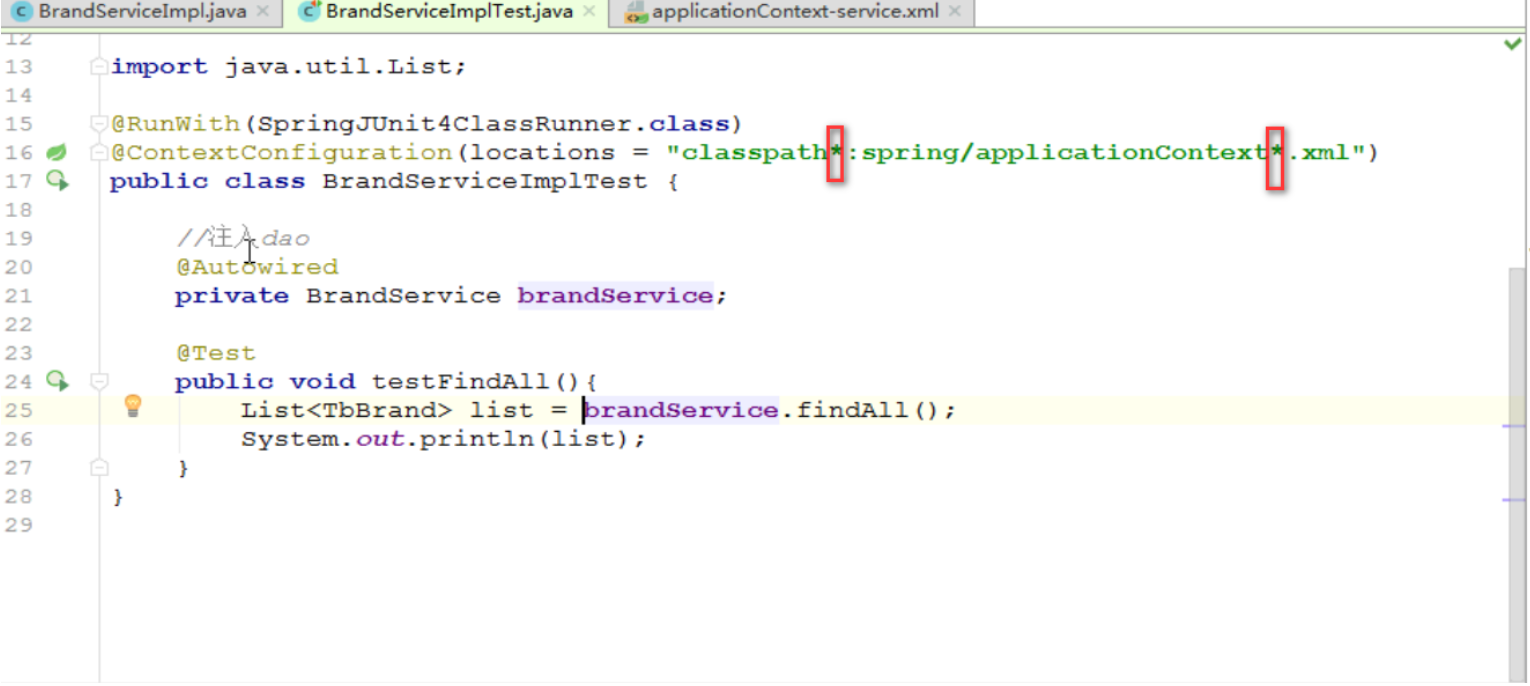 BrandServiceImpl.java × BrandServiceImplTest.java × applicationContext-service.xml ×
12
13 import java.util.List;
14
15 @RunWith(SpringJUnit4ClassRunner.class)
16 @ContextConfiguration(locations = "classpath*:spring/applicationContext*.xml")
17 public class BrandServiceImplTest {
18
19 //注入dao
20 @Autowired
21 private BrandService brandService;
22
23 @Test
24 public void testFindAll(){
25 List<TbBrand> list = brandService.findAll();
26 System.out.println(list);
27 }
28 }
29